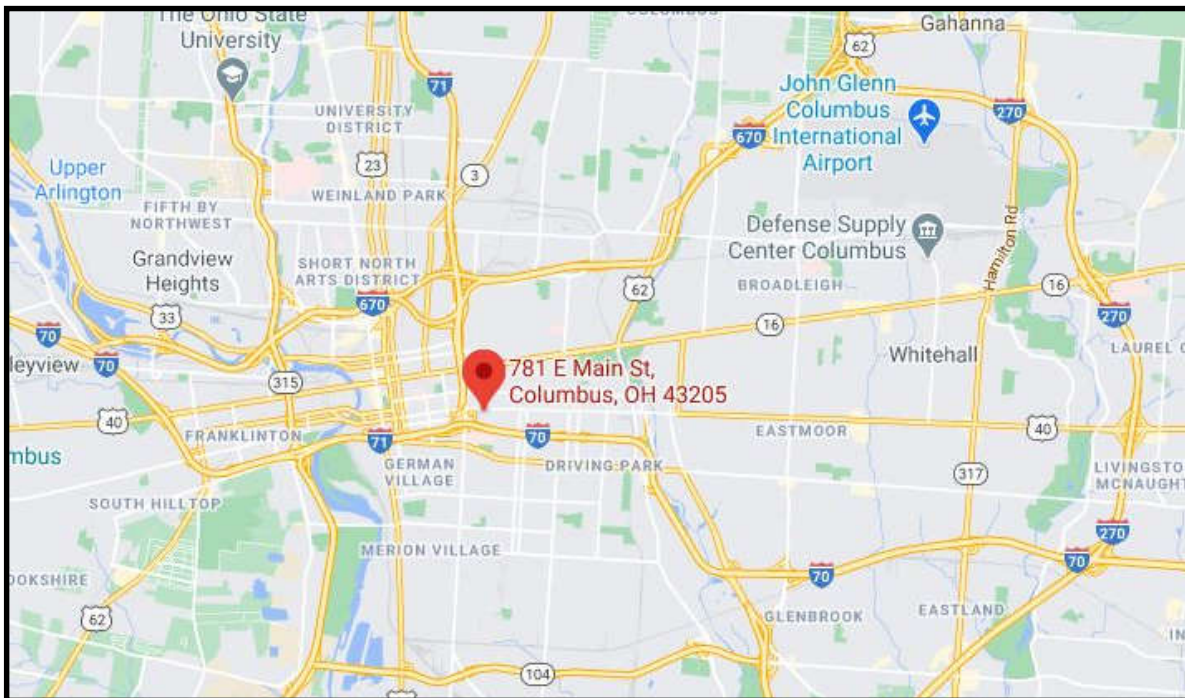 The Ohio State
University
COLUMBUS
62
Gahanna
71
UNIVERSITY
DISTRICT
John Glenn
Columbus
International
Airport
670
270
23
3
Upper
Arlington
WEINLAND PARK
FIFTH BY
NORTHWEST
Hamilton Rd
Defense Supply
Center Columbus
Grandview
Heights
SHORT NORTH
ARTS DISTRICT
62
BROADLEIGH
16
670
33
70
270
16
leyview
70
315
Whitehall
LAUREL
781 E Main St,
Columbus, OH 43205
40
FRANKLINTON
71
70
EASTMOOR
40
mbus
GERMAN
VILLAGE
DRIVING PARK
317
LIVINGST
MCNAUGHT
SOUTH HILLTOP
MERION VILLAGE
270
70
70
OOKSHIRE
62
GLENBROOK
EASTLAND
IN
104